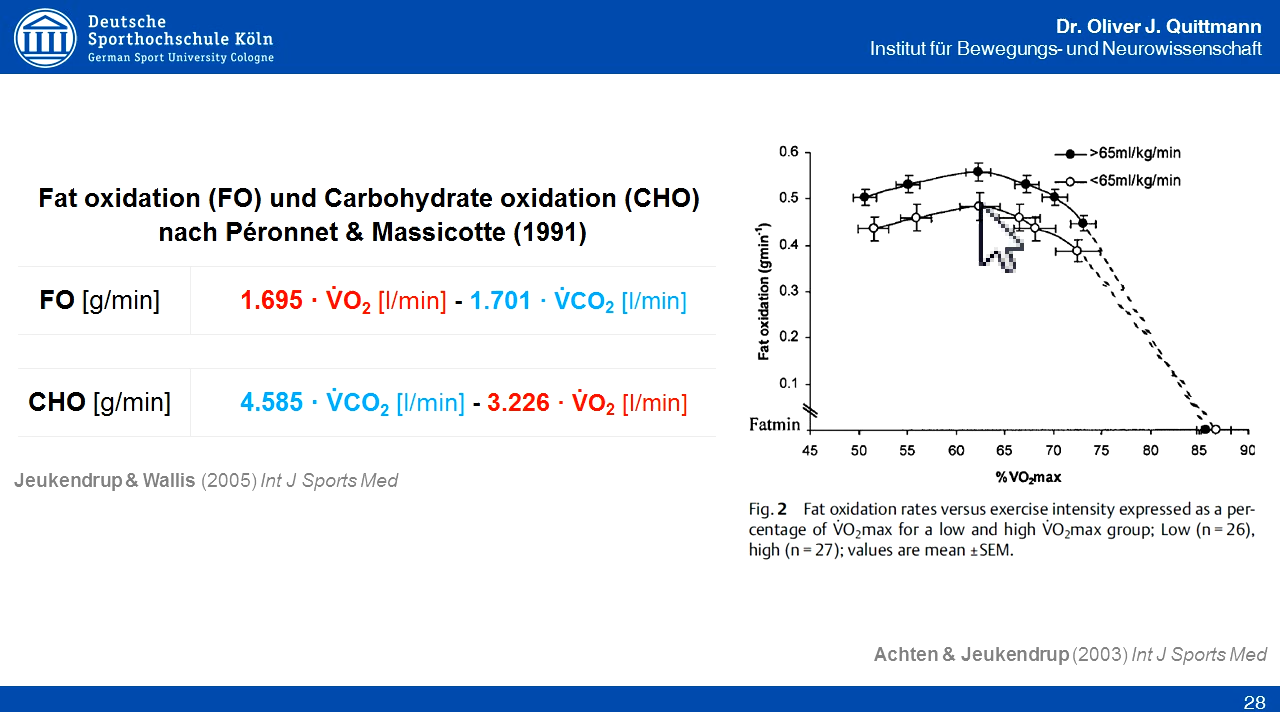 Deutsche
Sporthochschule Köln
German Sport University Cologne
Dr. Oliver J. Quittmann
Institut für Bewegungs- und Neurowissenschaft
Fat oxidation (FO) und Carbohydrate oxidation (CHO)
nach Péronnet & Massicotte (1991)
FO [g/min] 1.695 · V̇O₂ [l/min] - 1.701 · V̇CO₂ [l/min]
CHO [g/min] 4.585 · V̇CO₂ [l/min] - 3.226 · V̇O₂ [l/min]
Jeukendrup & Wallis (2005) Int J Sports Med
>65ml/kg/min
<65ml/kg/min
Fat oxidation (gmin⁻¹)
0.6
0.5
0.4
0.3
0.2
0.1
Fatmin
45 50 55 60 65 70 75 80 85 90
%VO₂max
Fig. 2 Fat oxidation rates versus exercise intensity expressed as a per-
centage of V̇O₂max for a low and high V̇O₂max group; Low (n = 26),
high (n = 27); values are mean ± SEM.
Achten & Jeukendrup (2003) Int J Sports Med
28